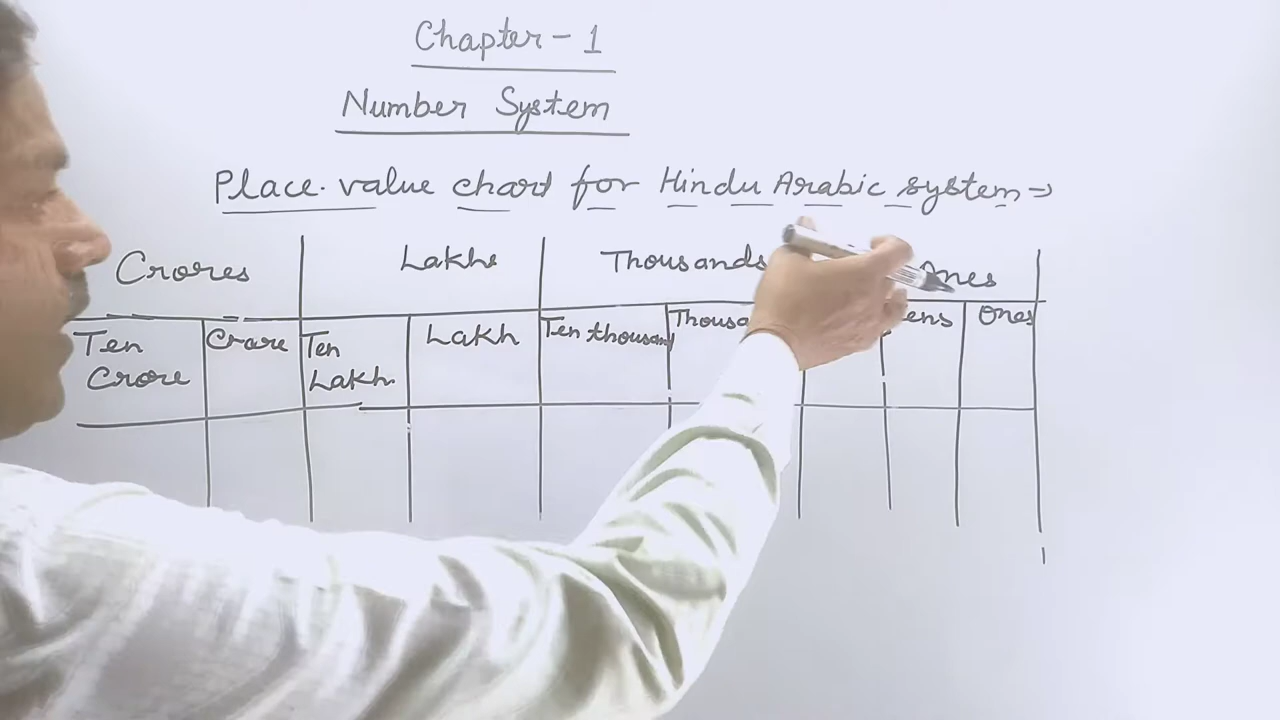 Chapter - 1
Number System
Place value chart for Hindu Arabic system →
Crores Lakhs Thousands Ones
Ten Crore Crore Ten Lakh Lakh Ten thousand Ones